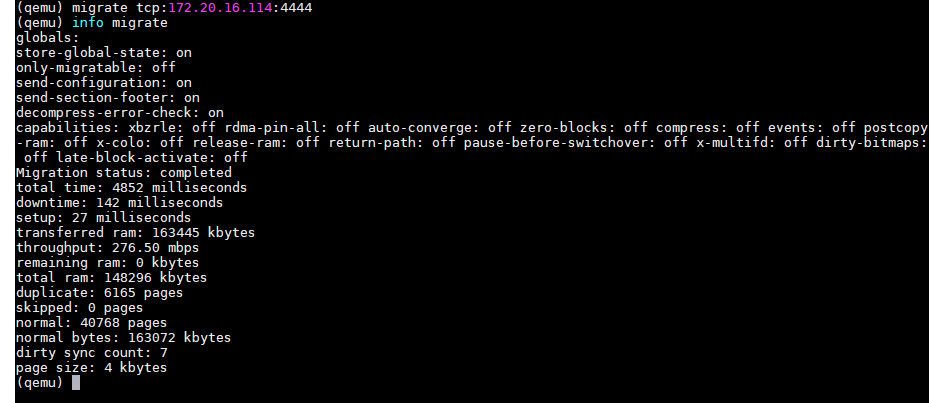 (qemu) migrate tcp:172.20.16.114:4444
(qemu) info migrate
globals:
store-global-state: on
only-migratable: off
send-configuration: on
send-section-footer: on
decompress-error-check: on
capabilities: xbzrle: off rdma-pin-all: off auto-converge: off zero-blocks: off compress: off events: off postcopy
-ram: off x-colo: off release-ram: off return-path: off pause-before-switchover: off x-multifd: off dirty-bitmaps:
 off late-block-activate: off
Migration status: completed
total time: 4852 milliseconds
downtime: 142 milliseconds
setup: 27 milliseconds
transferred ram: 163445 kbytes
throughput: 276.50 mbps
remaining ram: 0 kbytes
total ram: 148296 kbytes
duplicate: 6165 pages
skipped: 0 pages
normal: 40768 pages
normal bytes: 163072 kbytes
dirty sync count: 7
page size: 4 kbytes
(qemu)